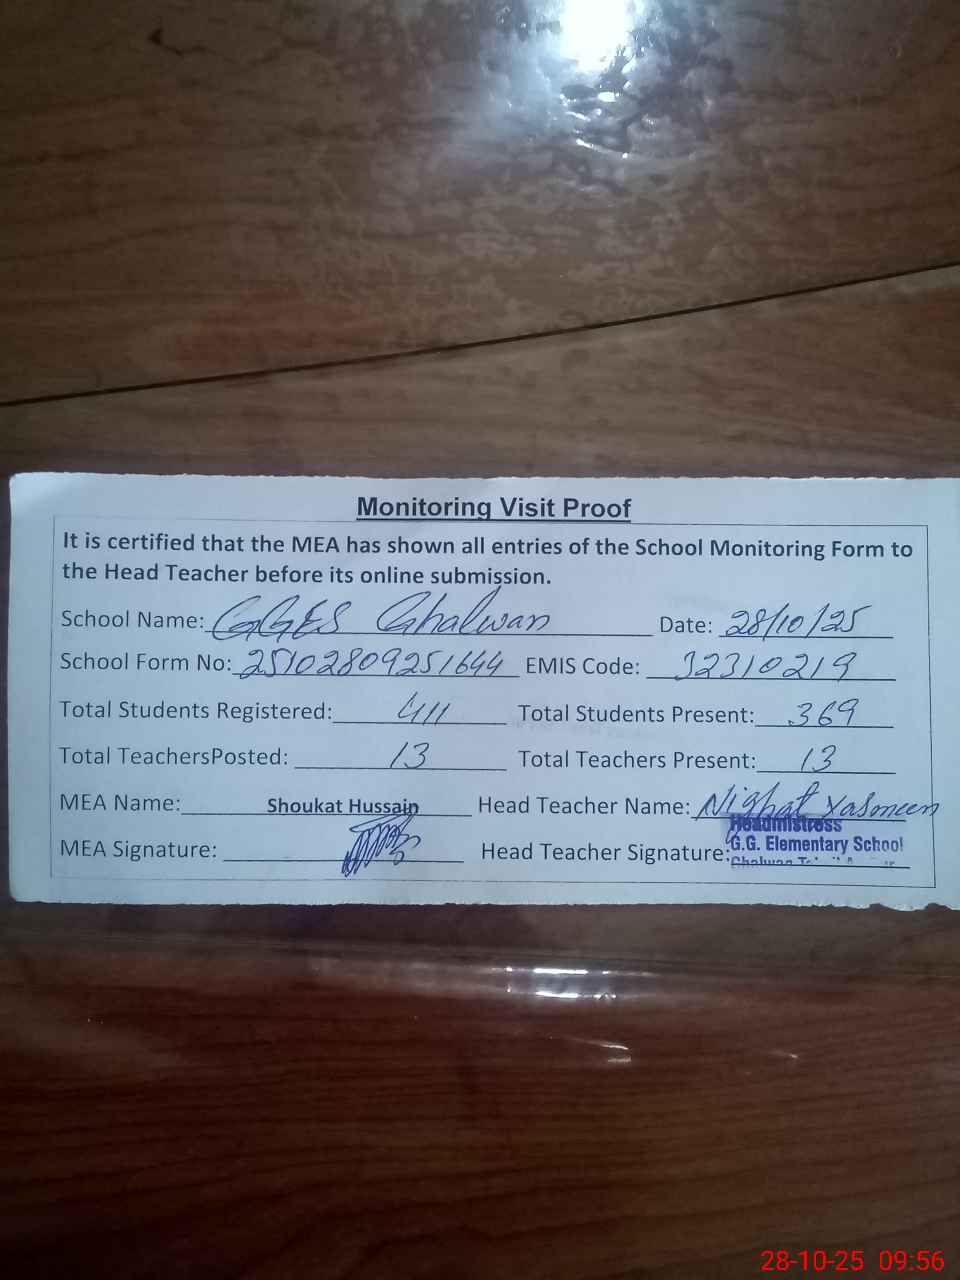 Monitoring Visit Proof
It is certified that the MEA has shown all entries of the School Monitoring Form to
the Head Teacher before its online submission.
School Name: GGES Ghalwan Date: 28/10/25
School Form No: 25102809251644 EMIS Code: 32310219
Total Students Registered: 411 Total Students Present: 369
Total TeachersPosted: 13 Total Teachers Present: 13
MEA Name: Shoukat Hussain Head Teacher Name: Nighat Yasmeen
Headmistress
MEA Signature: Head Teacher Signature: G.G. Elementary School
Ghalwan
28-10-25 09:56